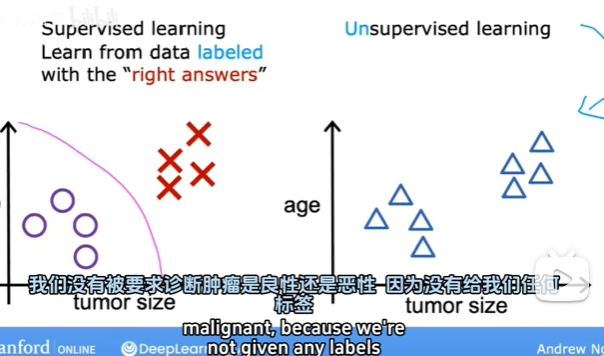 Supervised learning
Learn from data labeled
with the “right answers”
Unsupervised learning
age
我们没有被要求诊断肿瘤是良性还是恶性 因为没有给我们任何
标签
tumor size
tumor size
malignant, because we're
not given any labels
anford ONLINE
DeepLearn
Andrew No